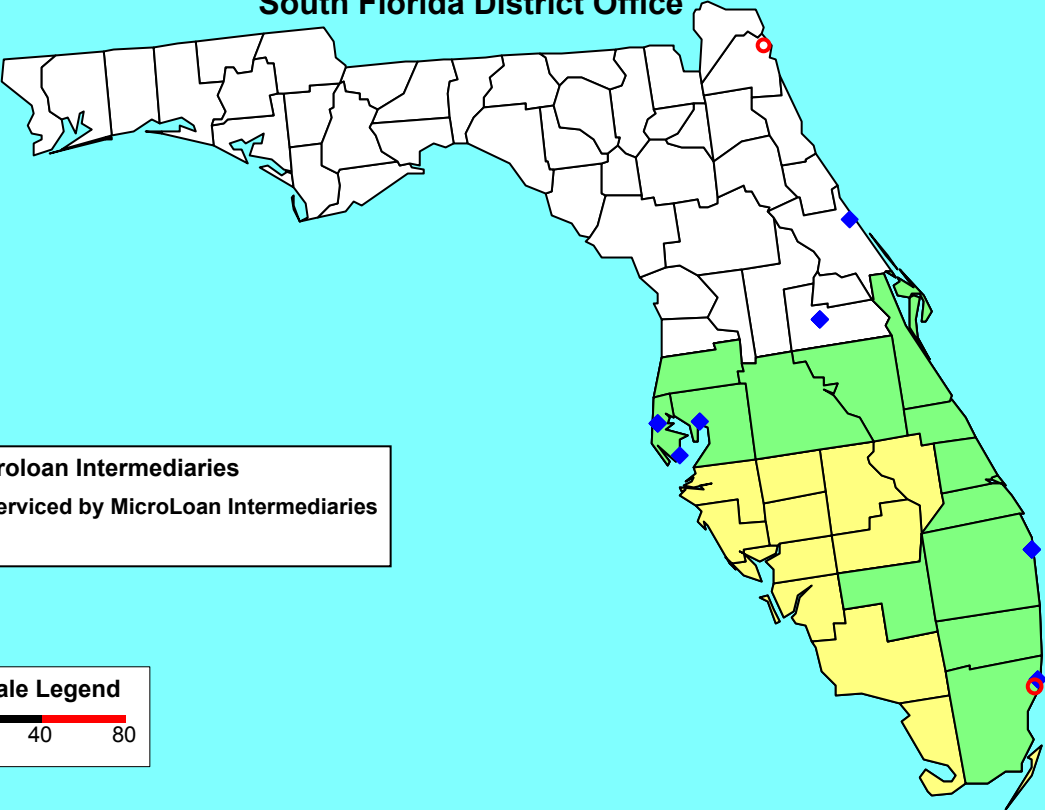 South Florida District Office
roloan Intermediaries
erviced by MicroLoan Intermediaries
ale Legend
40 80